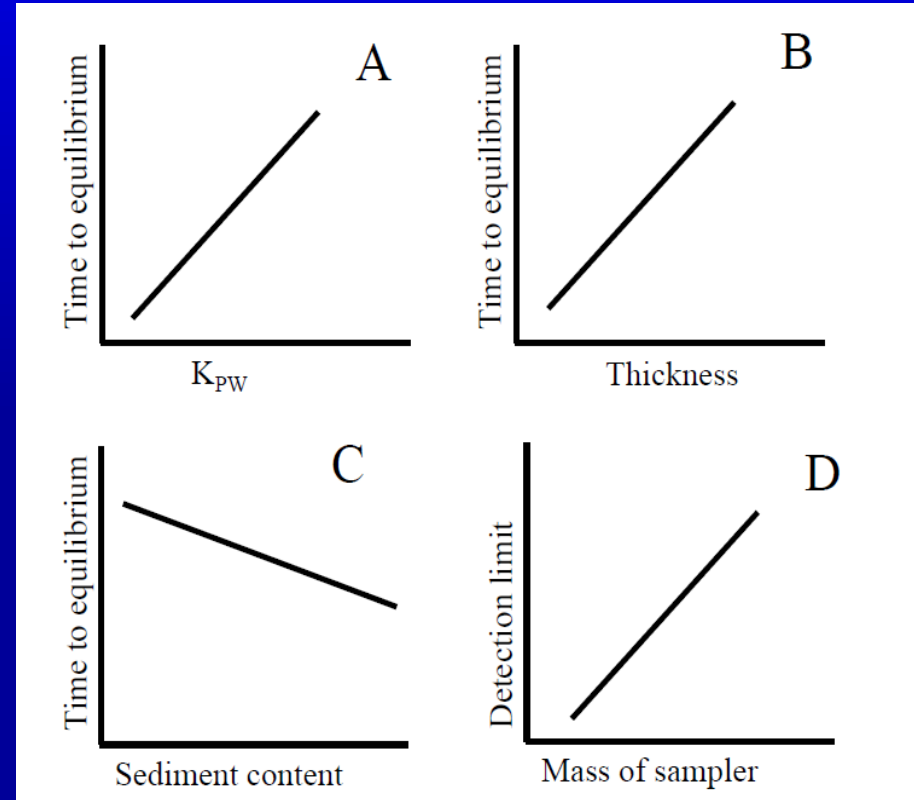 A
Time to equilibrium
K_PW
B
Time to equilibrium
Thickness
C
Time to equilibrium
Sediment content
D
Detection limit
Mass of sampler